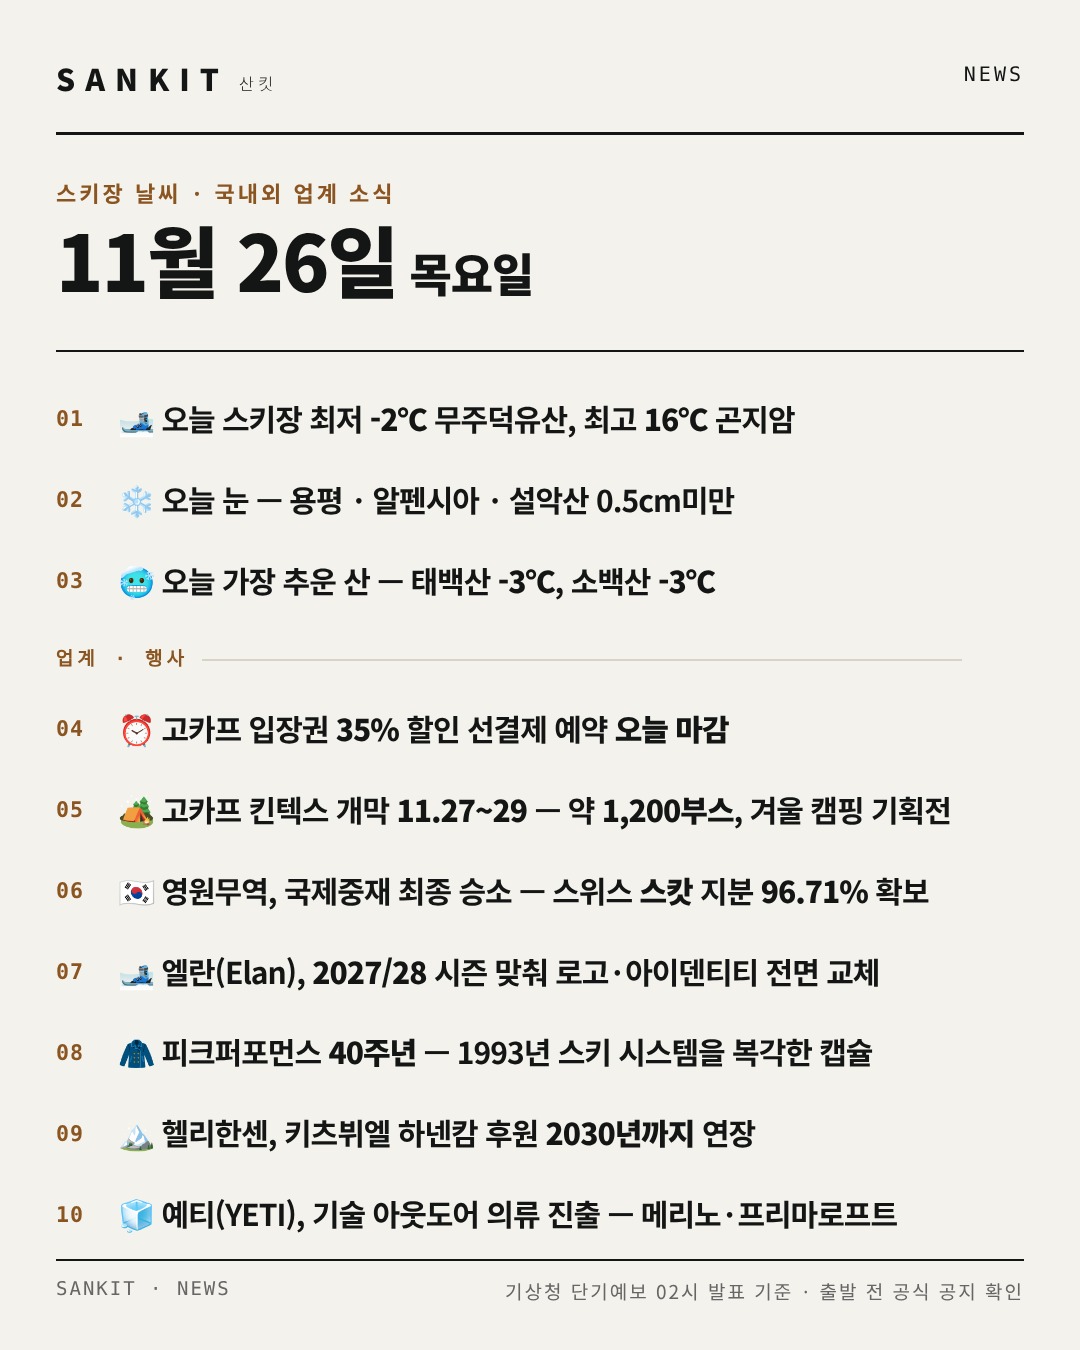 SANKIT 산킷
NEWS
스키장 날씨 · 국내외 업계 소식
11월 26일 목요일
01 오늘 스키장 최저 -2℃ 무주덕유산, 최고 16℃ 곤지암
02 오늘 눈 — 용평 · 알펜시아 · 설악산 0.5cm미만
03 오늘 가장 추운 산 — 태백산 -3℃, 소백산 -3℃
업계 · 행사
04 고카프 입장권 35% 할인 선결제 예약 오늘 마감
05 고카프 킨텍스 개막 11.27~29 — 약 1,200부스, 겨울 캠핑 기획전
06 영원무역, 국제중재 최종 승소 — 스위스 스캇 지분 96.71% 확보
07 엘란(Elan), 2027/28 시즌 맞춰 로고·아이덴티티 전면 교체
08 피크퍼포먼스 40주년 — 1993년 스키 시스템을 복각한 캡슐
09 헬리한센, 키츠뷔엘 하넨캄 후원 2030년까지 연장
10 예티(YETI), 기술 아웃도어 의류 진출 — 메리노·프리마로프트
SANKIT · NEWS
기상청 단기예보 02시 발표 기준 · 출발 전 공식 공지 확인